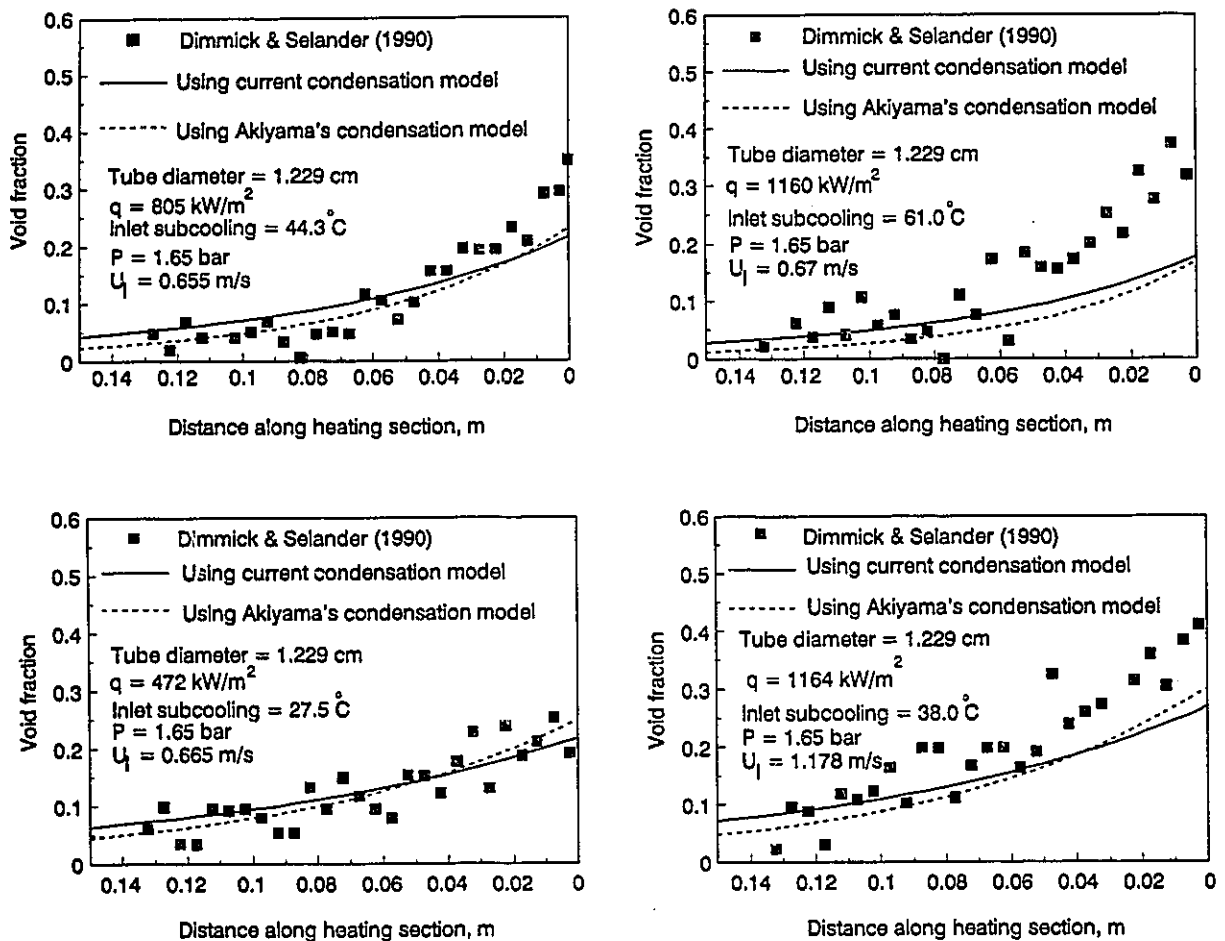 0.6
0.5
0.4
0.3
0.2
0.1
0
Void fraction
Dimmick & Selander (1990)
Using current condensation model
Using Akiyama's condensation model
Tube diameter = 1.229 cm
q = 805 kW/m²
Inlet subcooling = 44.3°C
P = 1.65 bar
U_l = 0.655 m/s
0.14 0.12 0.1 0.08 0.06 0.04 0.02 0
Distance along heating section, m
0.6
0.5
0.4
0.3
0.2
0.1
0
Void fraction
Dimmick & Selander (1990)
Using current condensation model
Using Akiyama's condensation model
Tube diameter = 1.229 cm
q = 1160 kW/m²
Inlet subcooling = 61.0°C
P = 1.65 bar
U_l = 0.67 m/s
0.14 0.12 0.1 0.08 0.06 0.04 0.02 0
Distance along heating section, m
0.6
0.5
0.4
0.3
0.2
0.1
0
Void fraction
Dimmick & Selander (1990)
Using current condensation model
Using Akiyama's condensation model
Tube diameter = 1.229 cm
q = 472 kW/m²
Inlet subcooling = 27.5°C
P = 1.65 bar
U_l = 0.665 m/s
0.14 0.12 0.1 0.08 0.06 0.04 0.02 0
Distance along heating section, m
0.6
0.5
0.4
0.3
0.2
0.1
0
Void fraction
Dimmick & Selander (1990)
Using current condensation model
Using Akiyama's condensation model
Tube diameter = 1.229 cm
q = 1164 kW/m²
Inlet subcooling = 38.0°C
P = 1.65 bar
U_l = 1.178 m/s
0.14 0.12 0.1 0.08 0.06 0.04 0.02 0
Distance along heating section, m